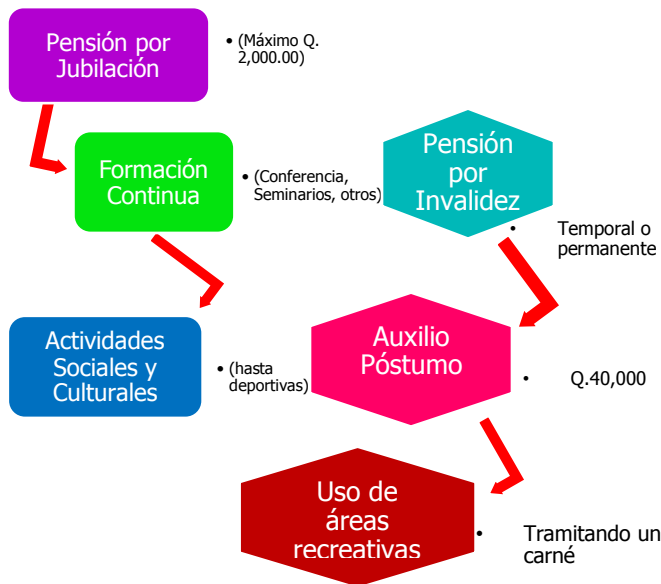 Pensión por
Jubilación
• (Máximo Q.
2,000.00)
Formación
Continua
• (Conferencia,
Seminarios, otros)
Pensión
por
Invalidez
• Temporal o
permanente
Actividades
Sociales y
Culturales
• (hasta
deportivas)
Auxilio
Póstumo
• Q.40,000
Uso de
áreas
recreativas
• Tramitando un
carné